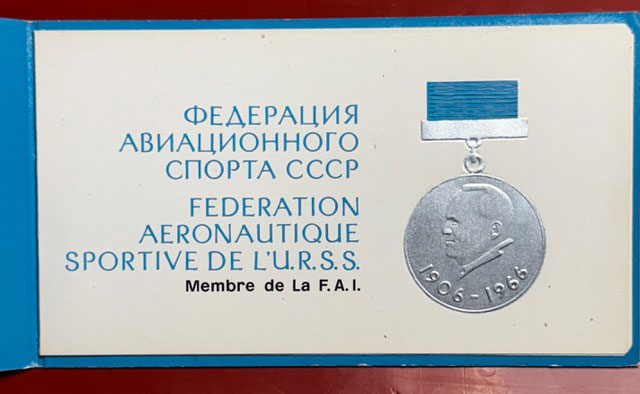 ФЕДЕРАЦИЯ
АВИАЦИОННОГО
СПОРТА СССР
FEDERATION
AERONAUTIQUE
SPORTIVE DE L'U.R.S.S.
Membre de La F.A.I.
1906-1966